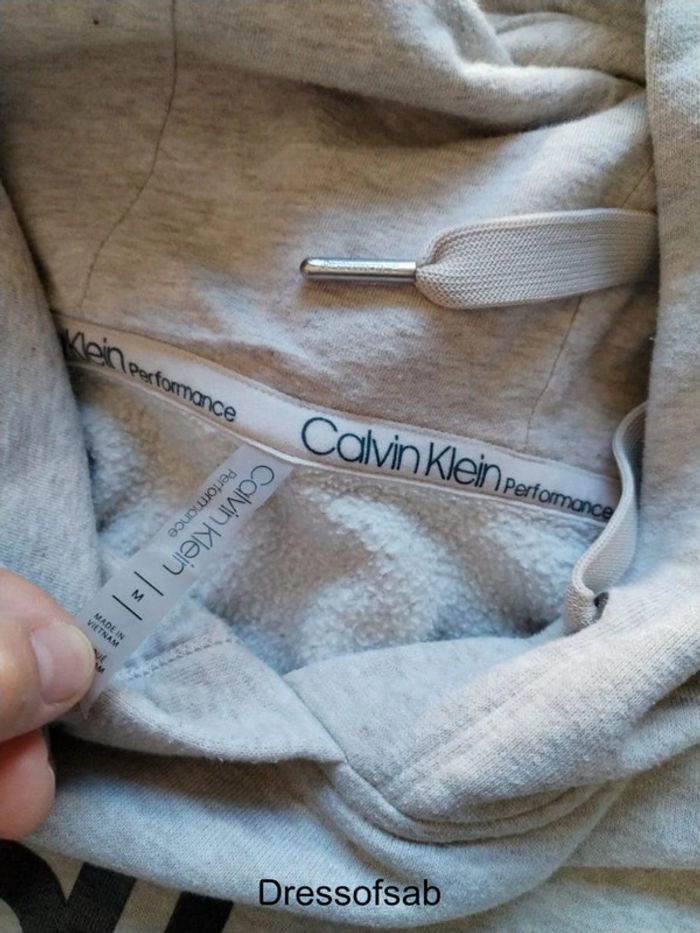 Klein Performance
Calvin Klein Performance
Calvin Klein
Performance
M
MADE IN
VIETNAM
Dressofsab